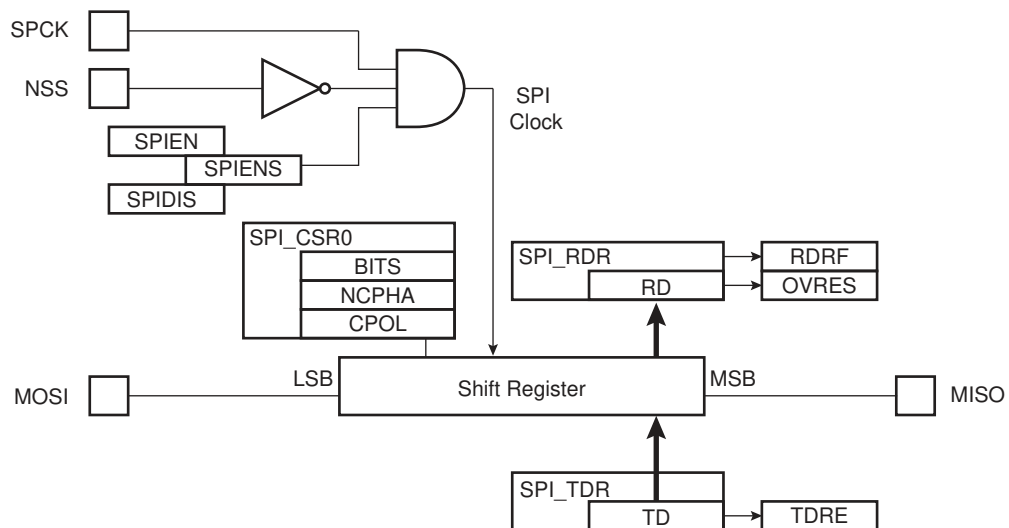 SPCK
NSS
SPI
Clock
SPIEN
SPIENS
SPIDIS
SPI_CSR0
BITS
NCPHA
CPOL
SPI_RDR
RD
RDRF
OVRES
MOSI
LSB
Shift Register
MSB
MISO
SPI_TDR
TD
TDRE